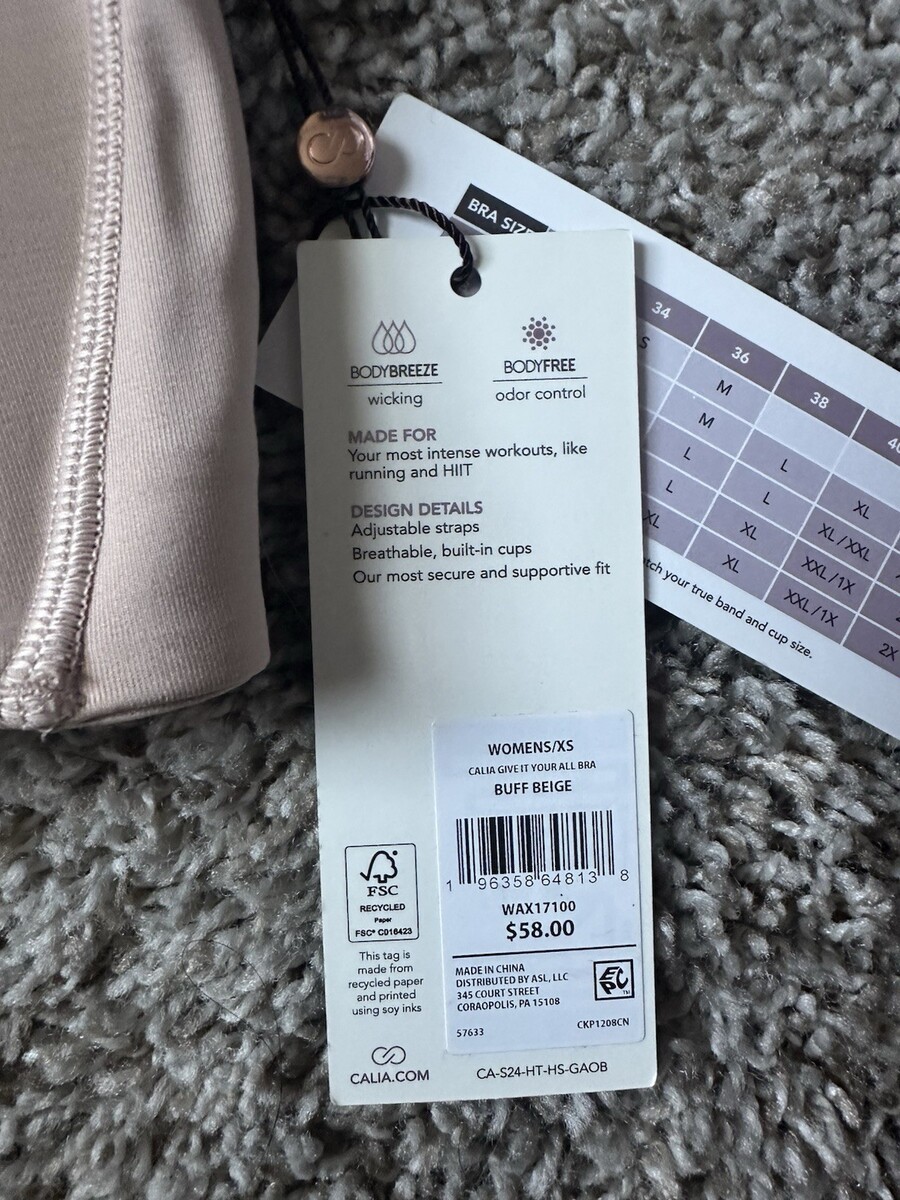 CA
BRA SIZE
34
36
38
S
M
M
L
L
L
L
XL
XL
XL
XL/XXL
XL
XXL/1X
XXL/1X
2X
your true band and cup size.
BODYBREEZE
wicking
BODYFREE
odor control
MADE FOR
Your most intense workouts, like
running and HIIT
DESIGN DETAILS
Adjustable straps
Breathable, built-in cups
Our most secure and supportive fit
WOMENS/XS
CALIA GIVE IT YOUR ALL BRA
BUFF BEIGE
1 96358 64813 8
WAX17100
$58.00
MADE IN CHINA
DISTRIBUTED BY ASL, LLC
345 COURT STREET
CORAOPOLIS, PA 15108
EPC™
57633 CKP1208CN
FSC
RECYCLED
Paper
FSC® C016423
This tag is
made from
recycled paper
and printed
using soy inks
CALIA.COM
CA-S24-HT-HS-GAOB